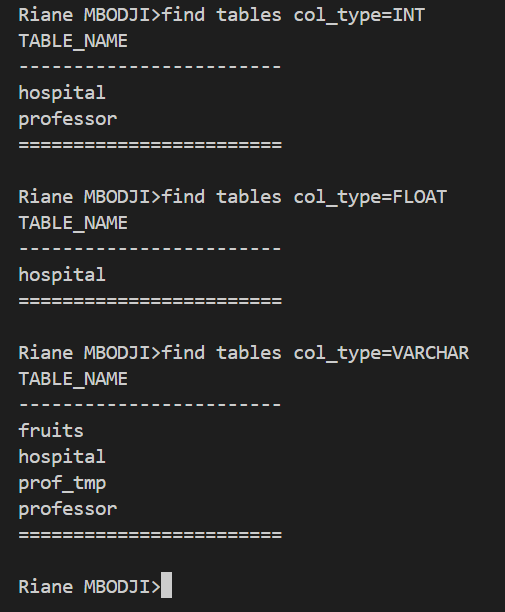 Riane MBODJI>find tables col_type=INT
TABLE_NAME
------------------------
hospital
professor
========================
Riane MBODJI>find tables col_type=FLOAT
TABLE_NAME
------------------------
hospital
========================
Riane MBODJI>find tables col_type=VARCHAR
TABLE_NAME
------------------------
fruits
hospital
prof_tmp
professor
========================
Riane MBODJI>